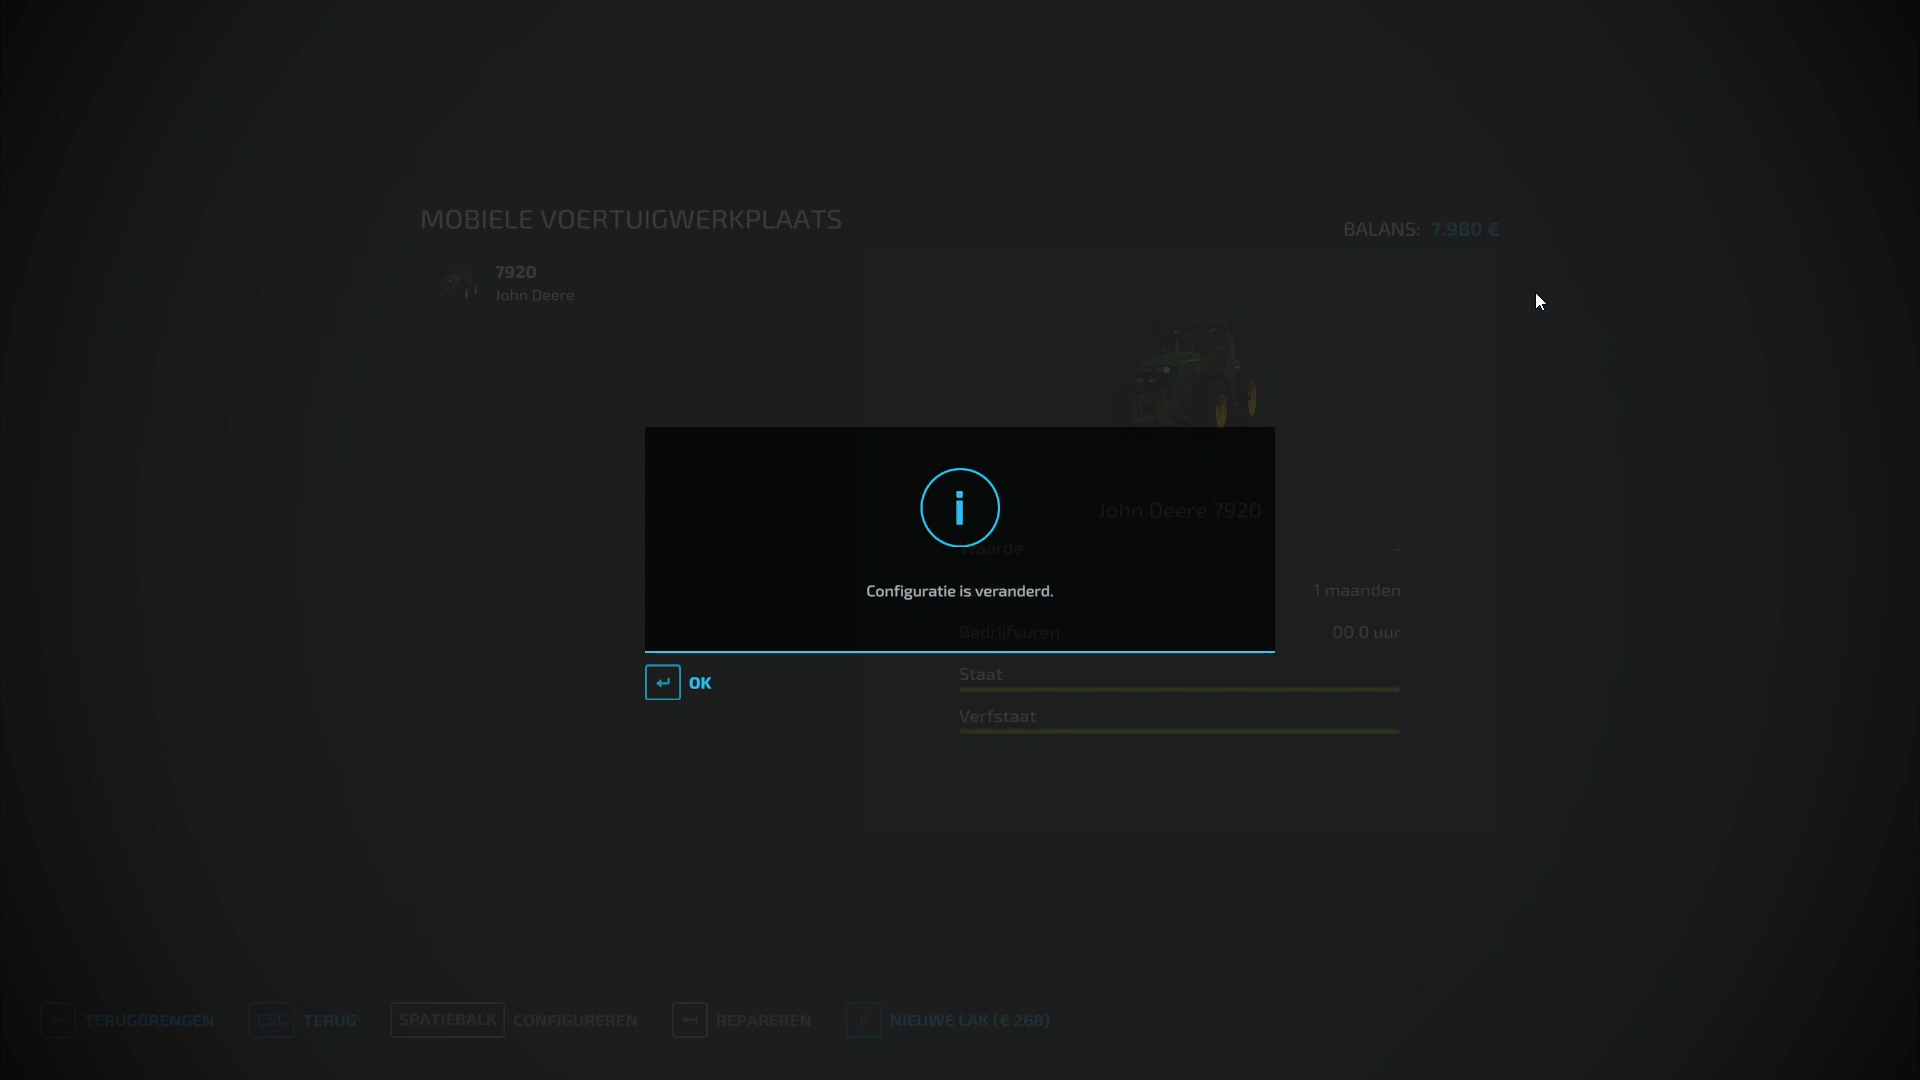 MOBIELE VOERTUIGWERKPLAATS
BALANS: 7.980 €
7920
John Deere
John Deere 7920
Waarde -
Configuratie is veranderd.
1 maanden
Bedrijfsuren 00.0 uur
Staat
OK
Verfstaat
TERUGBRENGEN ESC TERUG SPATIEBALK CONFIGUREREN REPAREREN X NIEUWE LAK (€ 268)